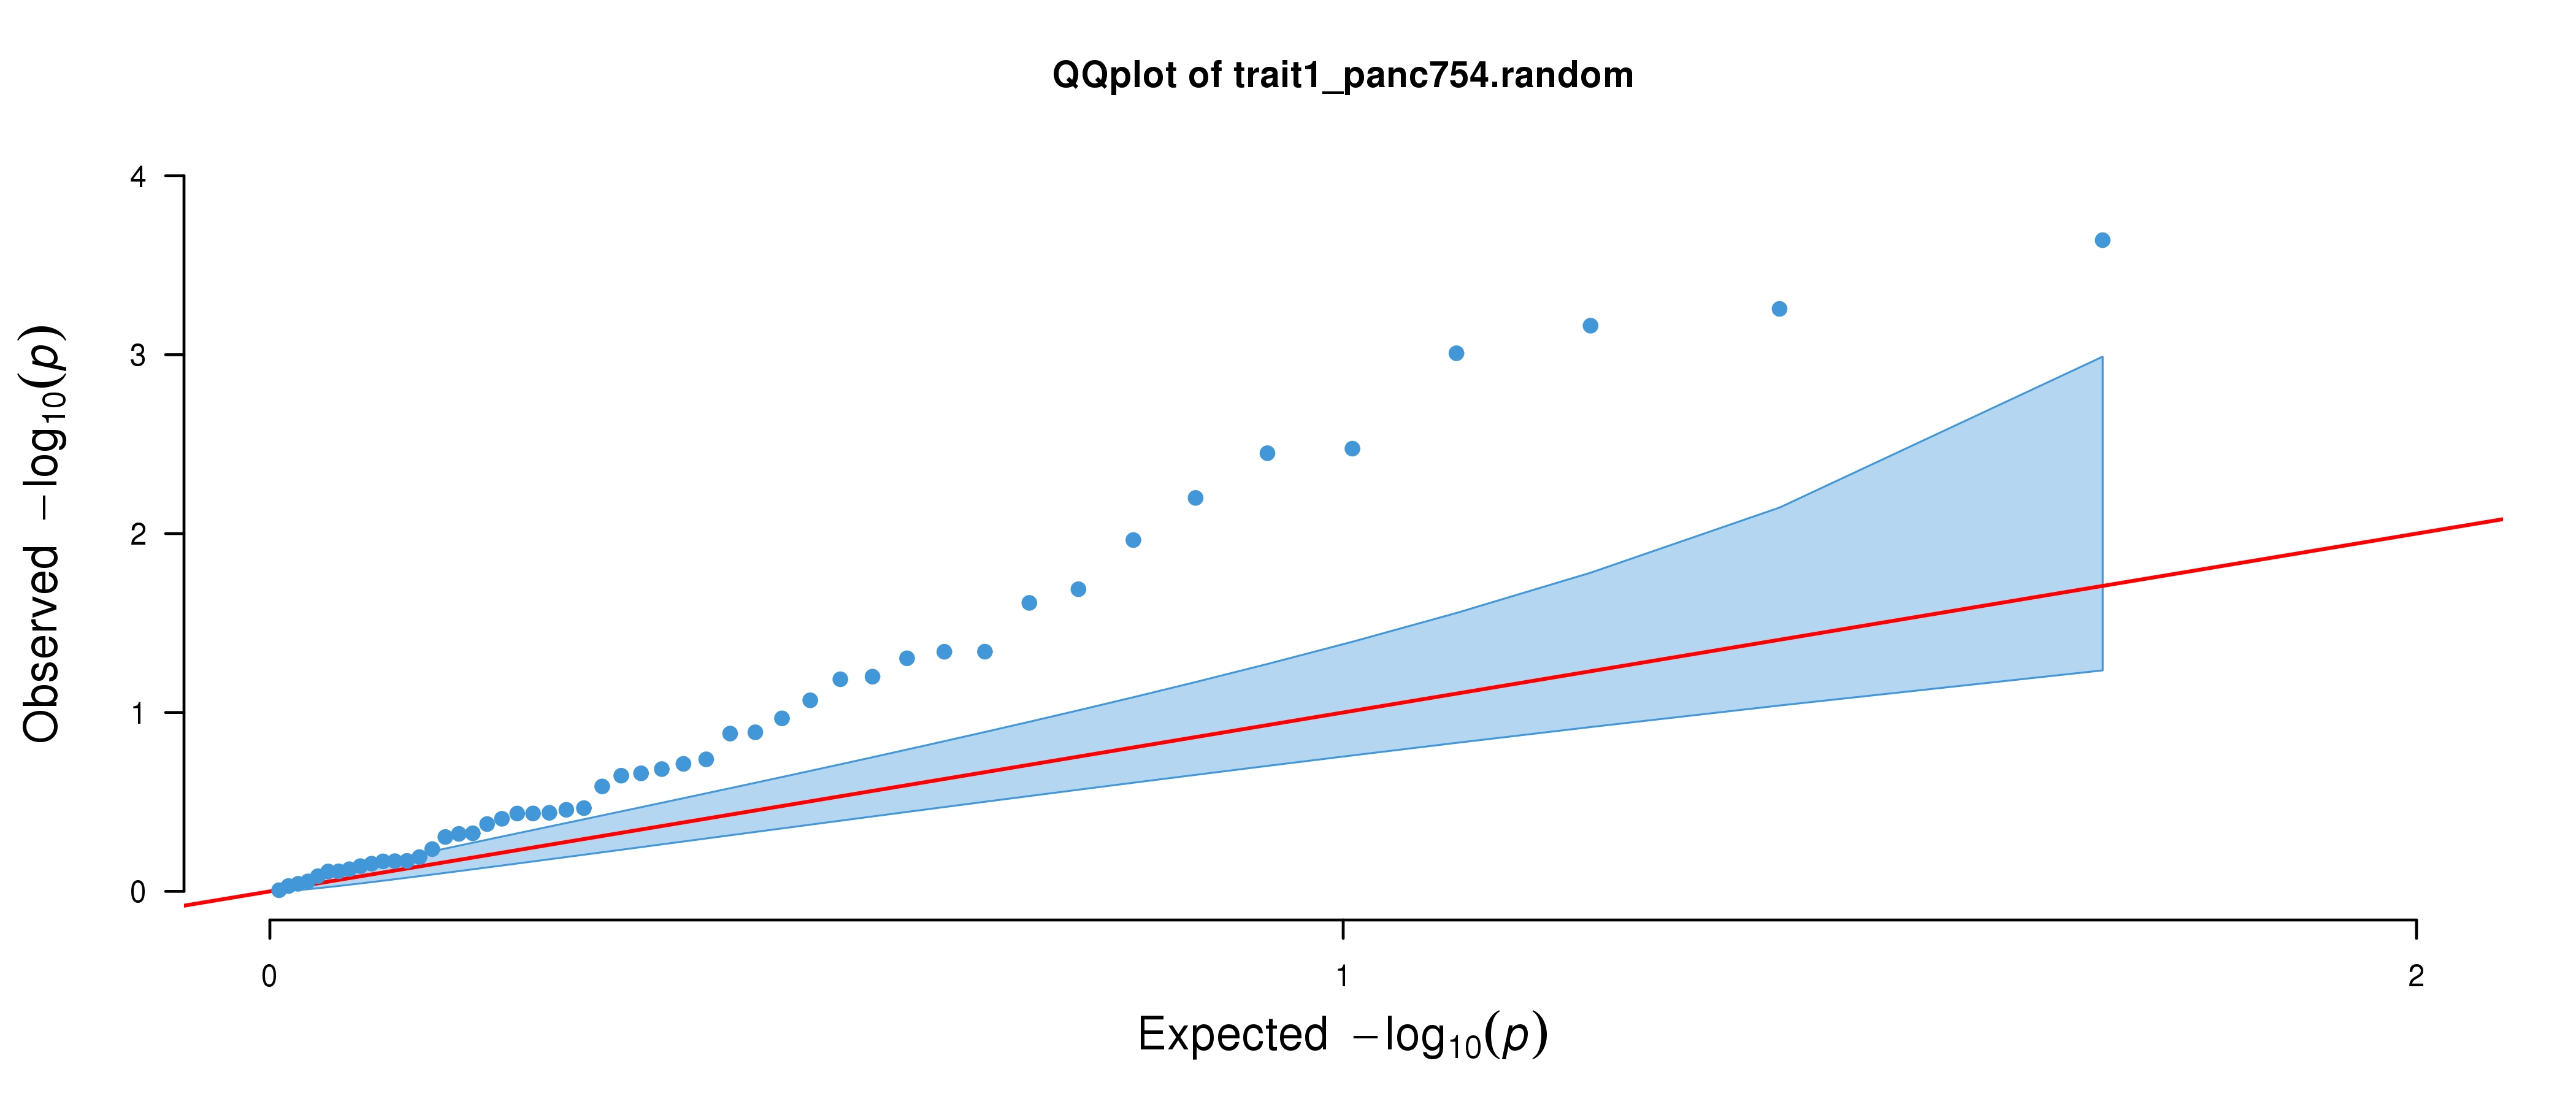 QQplot of trait1_panc754.random
4
3
2
1
0
Observed −log₁₀(p)
0 1 2
Expected −log₁₀(p)